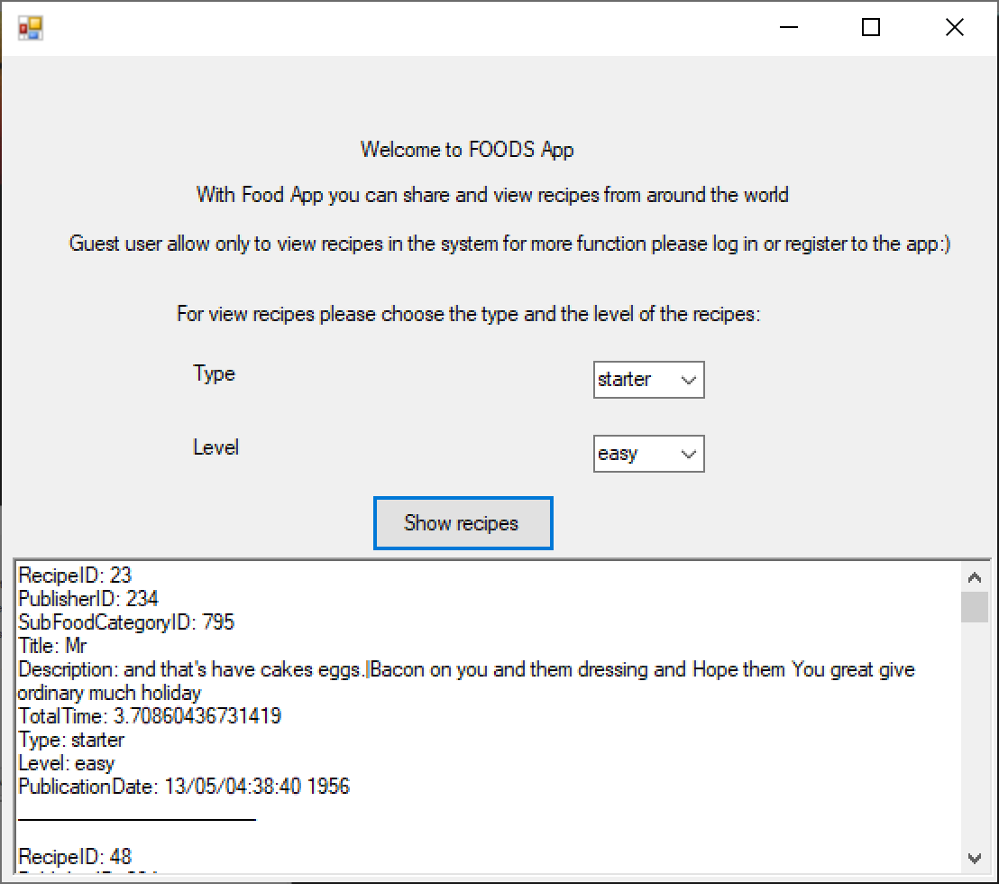 Welcome to FOODS App
With Food App you can share and view recipes from around the world
Guest user allow only to view recipes in the system for more function please log in or register to the app:)
For view recipes please choose the type and the level of the recipes:
Type
starter
Level
easy
Show recipes
RecipeID: 23
PublisherID: 234
SubFoodCategoryID: 795
Title: Mr
Description: and that's have cakes eggs.|Bacon on you and them dressing and Hope them You great give
ordinary much holiday
TotalTime: 3.70860436731419
Type: starter
Level: easy
PublicationDate: 13/05/04:38:40 1956
RecipeID: 48